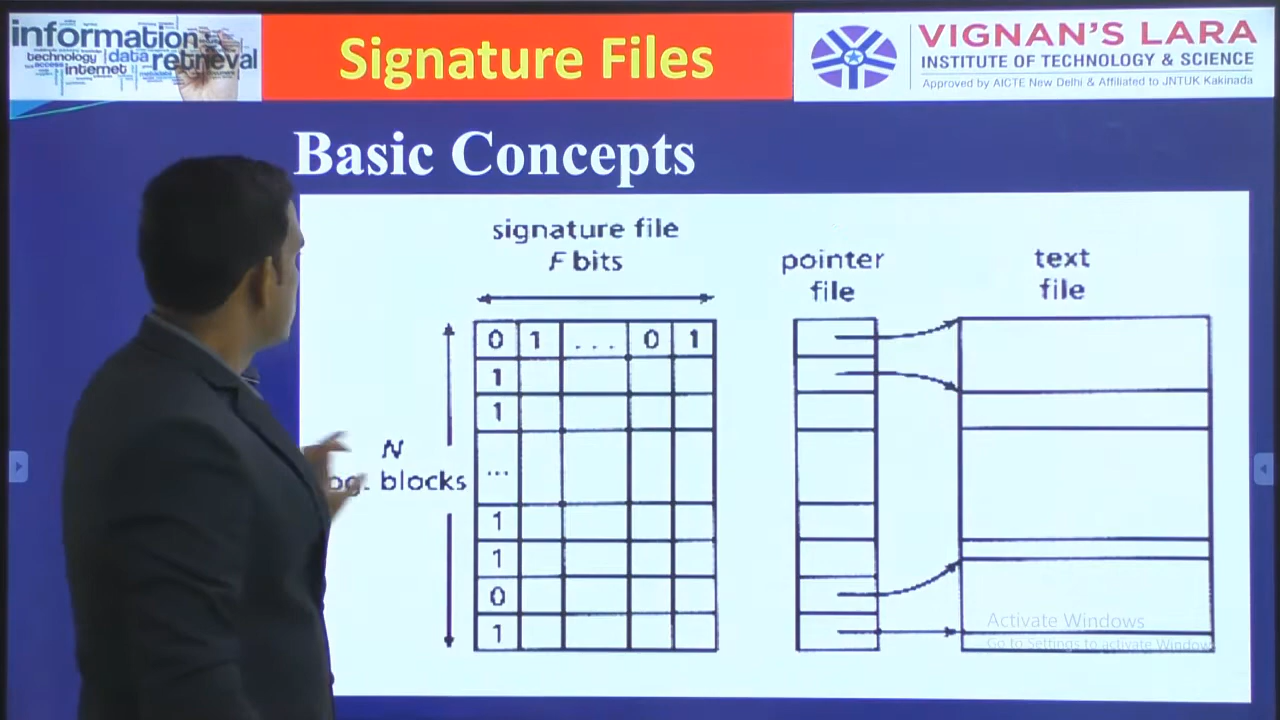 information
technology data retrieval
internet
Signature Files
VIGNAN'S LARA
INSTITUTE OF TECHNOLOGY & SCIENCE
Approved by AICTE New Delhi & Affiliated to JNTUK Kakinada
Basic Concepts
signature file
F bits
pointer
file
text
file
0 1 ... 0 1
1
1
N
og. blocks
...
1
1
0
1
Activate Windows
Go to Settings to activate Windows